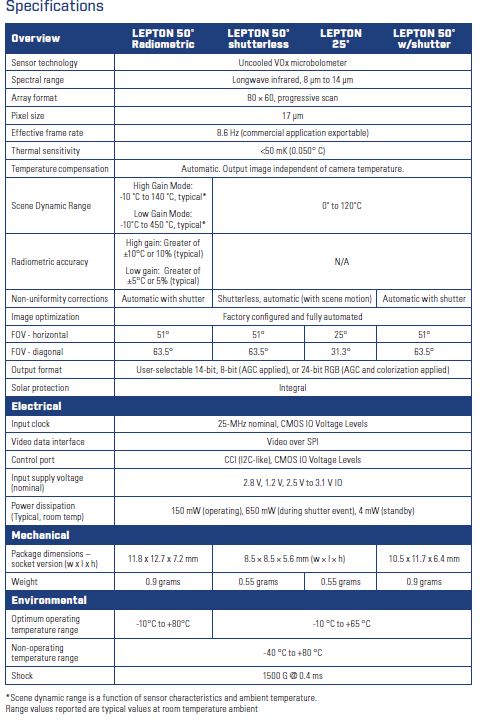 Specifications
Overview
LEPTON 50°
Radiometric
LEPTON 50°
shutterless
LEPTON
25°
LEPTON 50°
w/shutter
Sensor technology Uncooled VOx microbolometer
Spectral range Longwave infrared, 8 μm to 14 μm
Array format 80 × 60, progressive scan
Pixel size 17 μm
Effective frame rate 8.6 Hz (commercial application exportable)
Thermal sensitivity <50 mK (0.050° C)
Temperature compensation Automatic. Output image independent of camera temperature.
Scene Dynamic Range
High Gain Mode:
-10 °C to 140 °C, typical*
Low Gain Mode:
-10°C to 450 °C, typical*
0° to 120°C
Radiometric accuracy
High gain: Greater of
±10°C or 10% (typical)
Low gain: Greater of
±5°C or 5% (typical)
N/A
Non-uniformity corrections Automatic with shutter Shutterless, automatic (with scene motion) Automatic with shutter
Image optimization Factory configured and fully automated
FOV - horizontal 51° 51° 25° 51°
FOV - diagonal 63.5° 63.5° 31.3° 63.5°
Output format User-selectable 14-bit, 8-bit (AGC applied), or 24-bit RGB (AGC and colorization applied)
Solar protection Integral
Electrical
Input clock 25-MHz nominal, CMOS IO Voltage Levels
Video data interface Video over SPI
Control port CCI (I2C-like), CMOS IO Voltage Levels
Input supply voltage
(nominal)
2.8 V, 1.2 V, 2.5 to 3.1 V IO
Power dissipation
(Typical, room temp)
150 mW (operating), 650 mW (during shutter event), 4 mW (standby)
Mechanical
Package dimensions –
socket version (w x l x h)
11.8 x 12.7 x 7.2 mm 8.5 × 8.5 × 5.6 mm (w × l × h) 10.5 x 11.7 x 6.4 mm
Weight 0.9 grams 0.55 grams 0.55 grams 0.9 grams
Environmental
Optimum operating
temperature range
-10°C to +80°C -10 °C to +65 °C
Non-operating
temperature range
-40 °C to +80 °C
Shock 1500 G @ 0.4 ms
*Scene dynamic range is a function of sensor characteristics and ambient temperature.
Range values reported are typical values at room temperature ambient